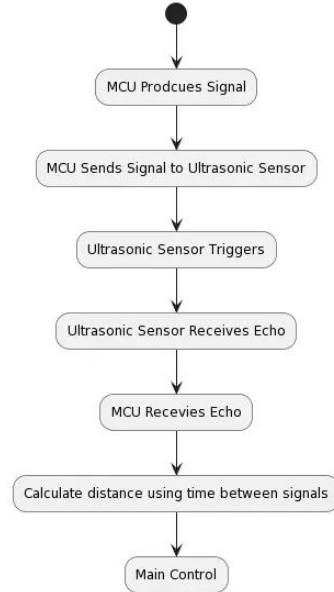 MCU Prodcues Signal
MCU Sends Signal to Ultrasonic Sensor
Ultrasonic Sensor Triggers
Ultrasonic Sensor Receives Echo
MCU Recevies Echo
Calculate distance using time between signals
Main Control